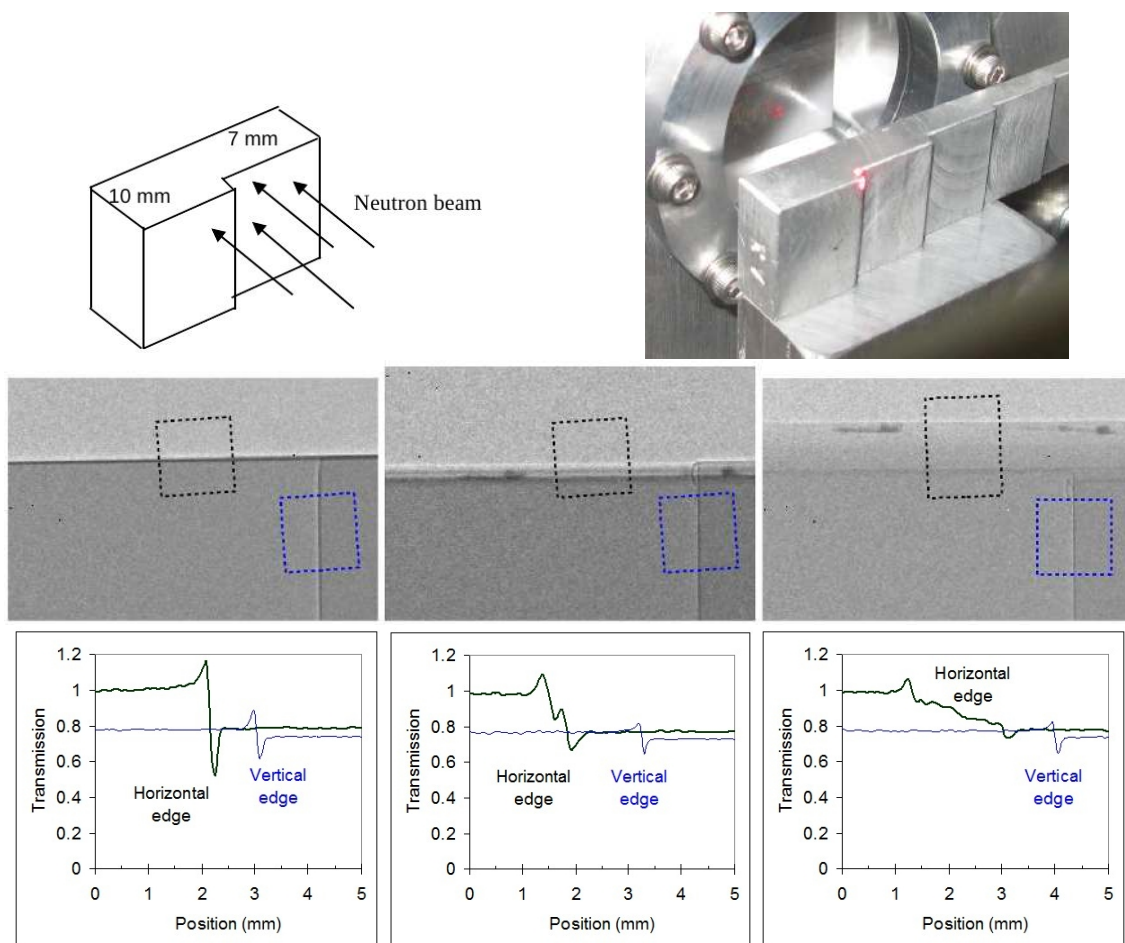 7 mm
10 mm
Neutron beam
1.2
1
0.8
0.6
0.4
0.2
0
Transmission
Horizontal
edge
Vertical
edge
0 1 2 3 4 5
Position (mm)
1.2
1
0.8
0.6
0.4
0.2
0
Transmission
Horizontal
edge
Vertical
edge
0 1 2 3 4 5
Position (mm)
1.2
1
0.8
0.6
0.4
0.2
0
Transmission
Horizontal
edge
Vertical
edge
0 1 2 3 4 5
Position (mm)